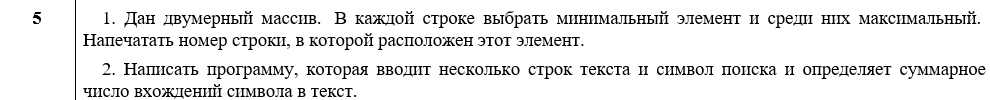 5
1. Дан двумерный массив. В каждой строке выбрать минимальный элемент и среди них максимальный.
Напечатать номер строки, в которой расположен этот элемент.
2. Написать программу, которая вводит несколько строк текста и символ поиска и определяет суммарное
число вхождений символа в текст.